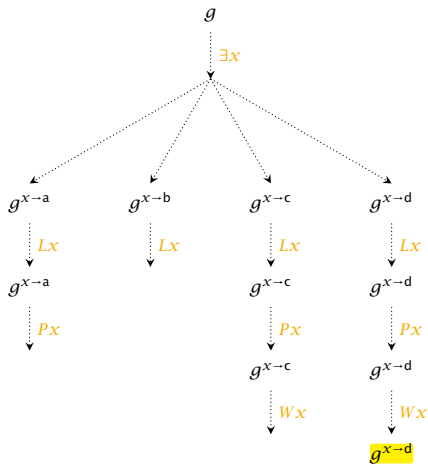 g
∃x
g^{x→a} g^{x→b} g^{x→c} g^{x→d}
Lx Lx Lx Lx
g^{x→a} g^{x→c} g^{x→d}
Px Px Px
g^{x→c} g^{x→d}
Wx Wx
g^{x→d}